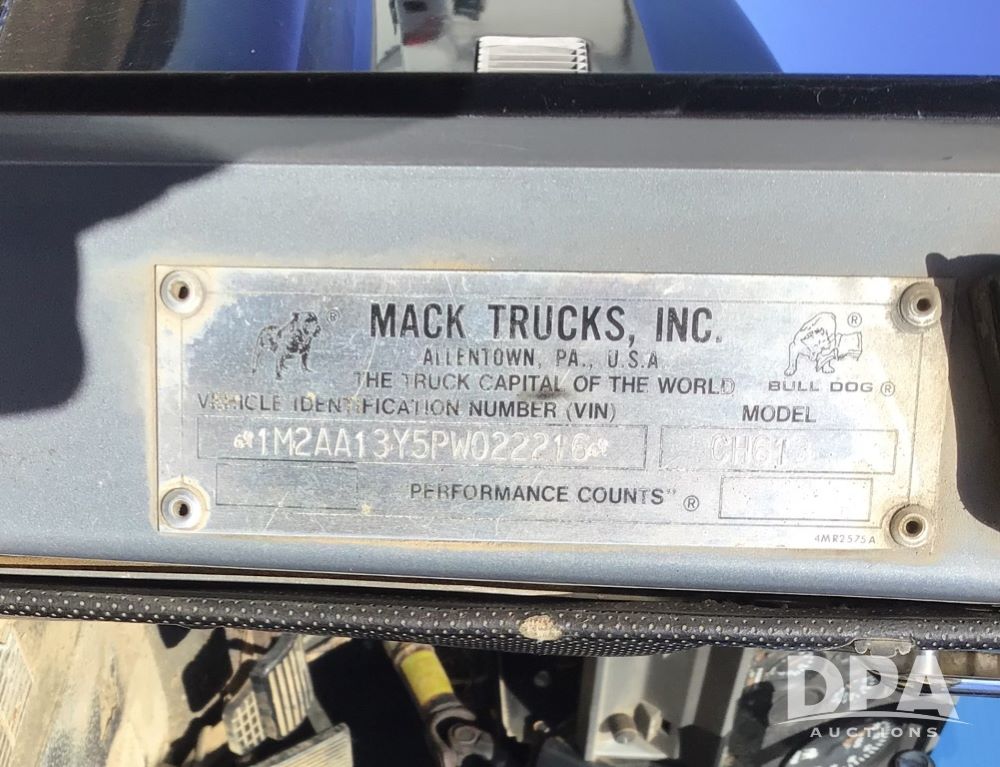 MACK TRUCKS, INC.
ALLENTOWN, PA., U.S.A
THE TRUCK CAPITAL OF THE WORLD
BULL DOG ®
VEHICLE IDENTIFICATION NUMBER (VIN)
MODEL
1M2AA13Y5PW022216
CH613
PERFORMANCE COUNTS" ®
4MR2575A
DPA
AUCTIONS